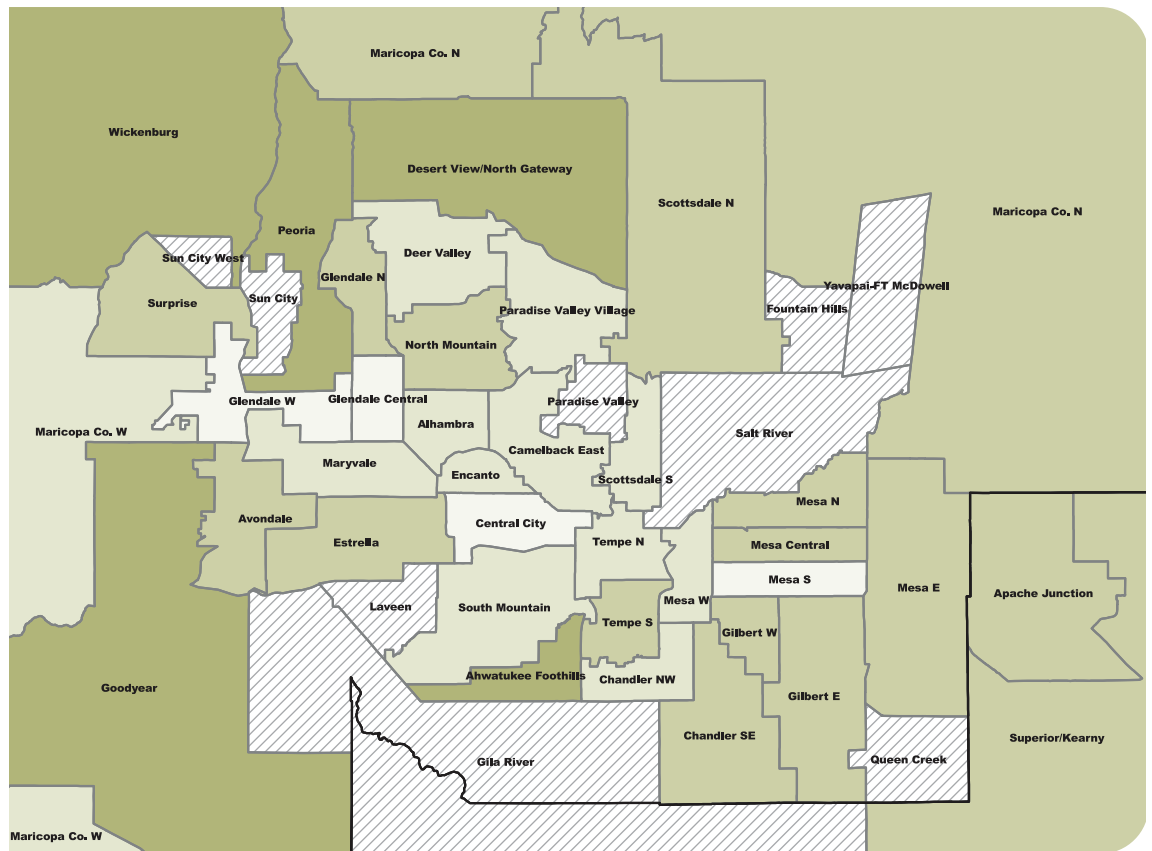 Maricopa Co. N
Wickenburg
Desert View/North Gateway
Scottsdale N
Maricopa Co. N
Peoria
Deer Valley
Sun City West
Glendale N
Yavapai-FT McDowell
Sun City
Surprise
Paradise Valley Village
Fountain Hills
North Mountain
Glendale W
Glendale Central
Paradise Valley
Alhambra
Maricopa Co. W
Salt River
Camelback East
Maryvale
Encanto
Scottsdale S
Mesa N
Avondale
Central City
Estrella
Tempe N
Mesa Central
Mesa S
Mesa E
Apache Junction
Mesa W
Laveen
South Mountain
Tempe S
Gilbert W
Ahwatukee Foothills
Chandler NW
Goodyear
Gilbert E
Chandler SE
Superior/Kearny
Gila River
Queen Creek
Maricopa Co. W